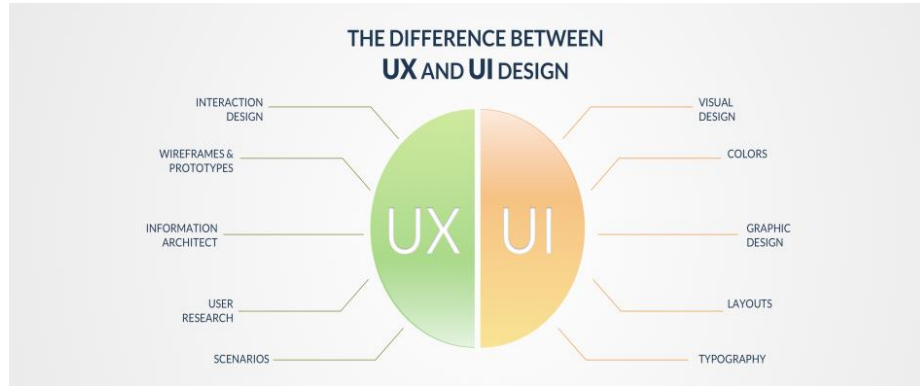 THE DIFFERENCE BETWEEN
UX AND UI DESIGN
INTERACTION
DESIGN
WIREFRAMES &
PROTOTYPES
INFORMATION
ARCHITECT
USER
RESEARCH
SCENARIOS
UX
UI
VISUAL
DESIGN
COLORS
GRAPHIC
DESIGN
LAYOUTS
TYPOGRAPHY